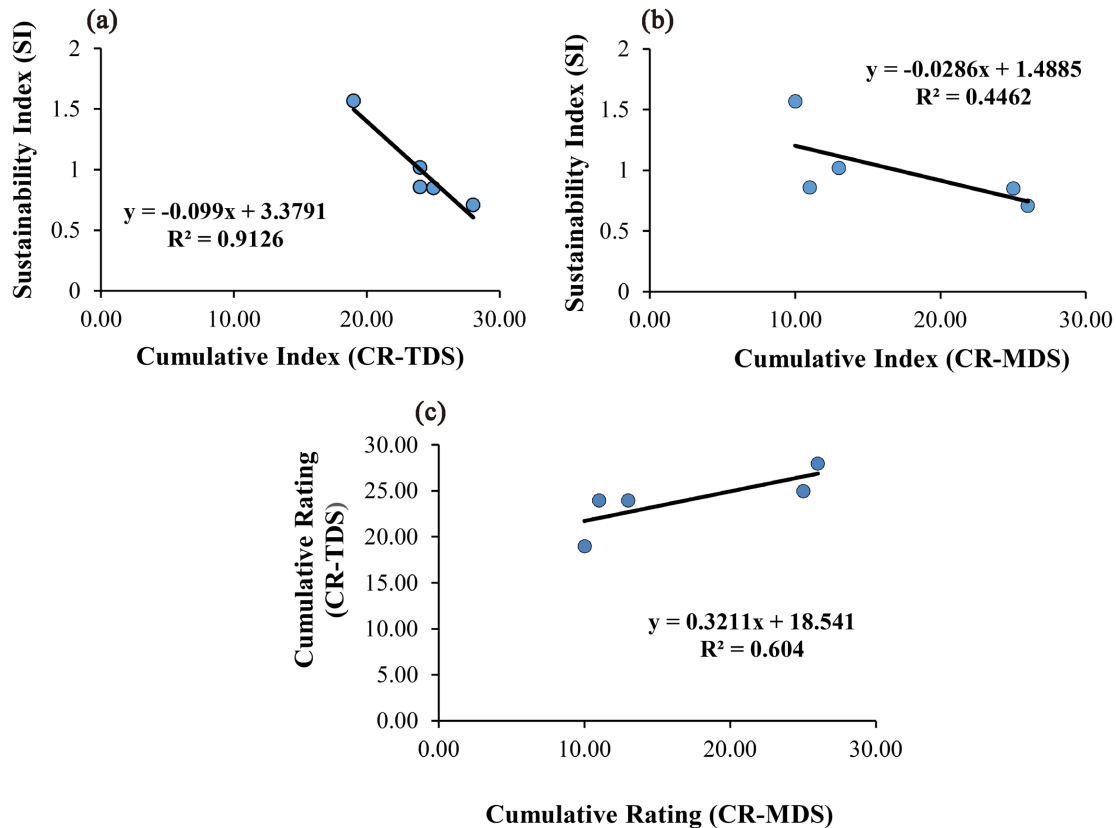 (a)
Sustainability Index (SI)
2
1.5
1
0.5
0
y = -0.099x + 3.3791
R² = 0.9126
0.00
10.00
20.00
30.00
Cumulative Index (CR-TDS)
(b)
Sustainability Index (SI)
2
1.5
1
0.5
0
y = -0.0286x + 1.4885
R² = 0.4462
0.00
10.00
20.00
30.00
Cumulative Index (CR-MDS)
(c)
Cumulative Rating
(CR-TDS)
30.00
25.00
20.00
15.00
10.00
5.00
0.00
y = 0.3211x + 18.541
R² = 0.604
0.00
10.00
20.00
30.00
Cumulative Rating (CR-MDS)